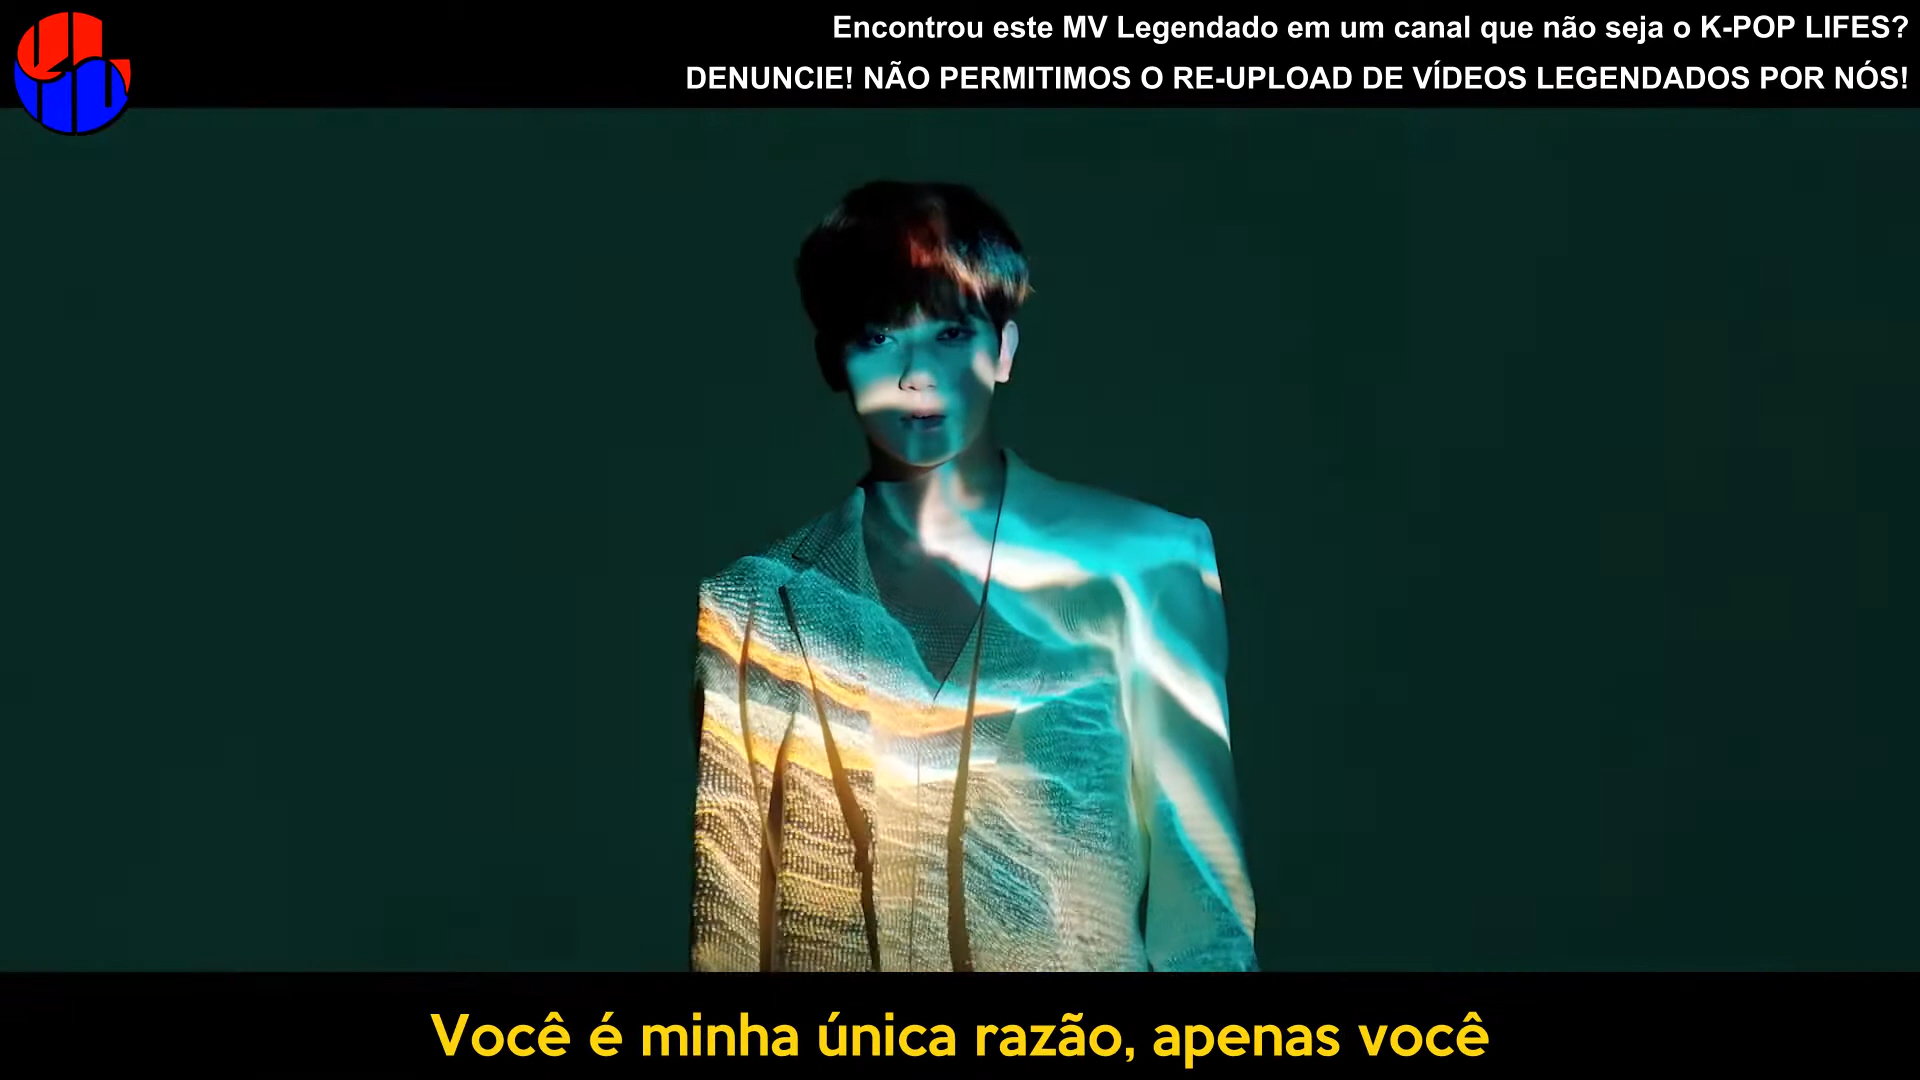 Encontrou este MV Legendado em um canal que não seja o K-POP LIFES?
DENUNCIE! NÃO PERMITIMOS O RE-UPLOAD DE VÍDEOS LEGENDADOS POR NÓS!
Você é minha única razão, apenas você